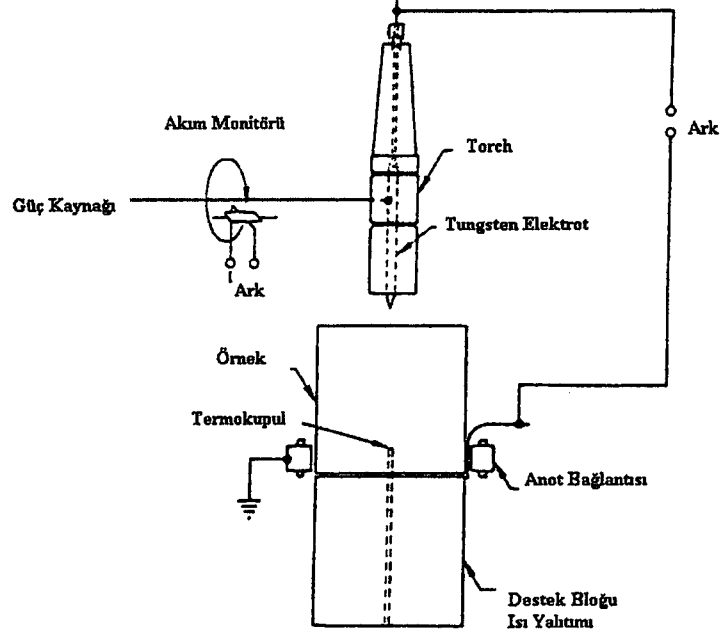 Akım Monitörü
Ark
Torch
Güç Kaynağı
Tungsten Elektrot
I
Ark
Örnek
Termokupul
Anot Bağlantısı
Destek Bloğu
Isı Yalıtımı